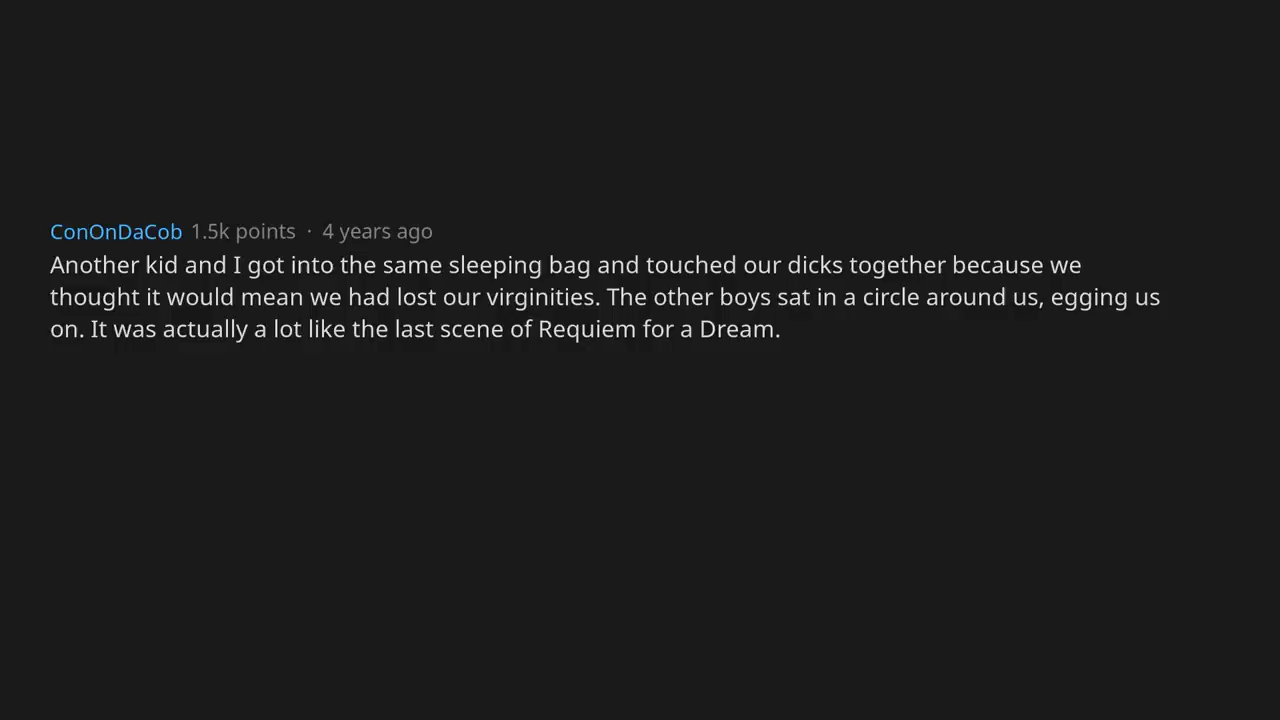 ConOnDaCob 1.5k points · 4 years ago
Another kid and I got into the same sleeping bag and touched our dicks together because we
thought it would mean we had lost our virginities. The other boys sat in a circle around us, egging us
on. It was actually a lot like the last scene of Requiem for a Dream.